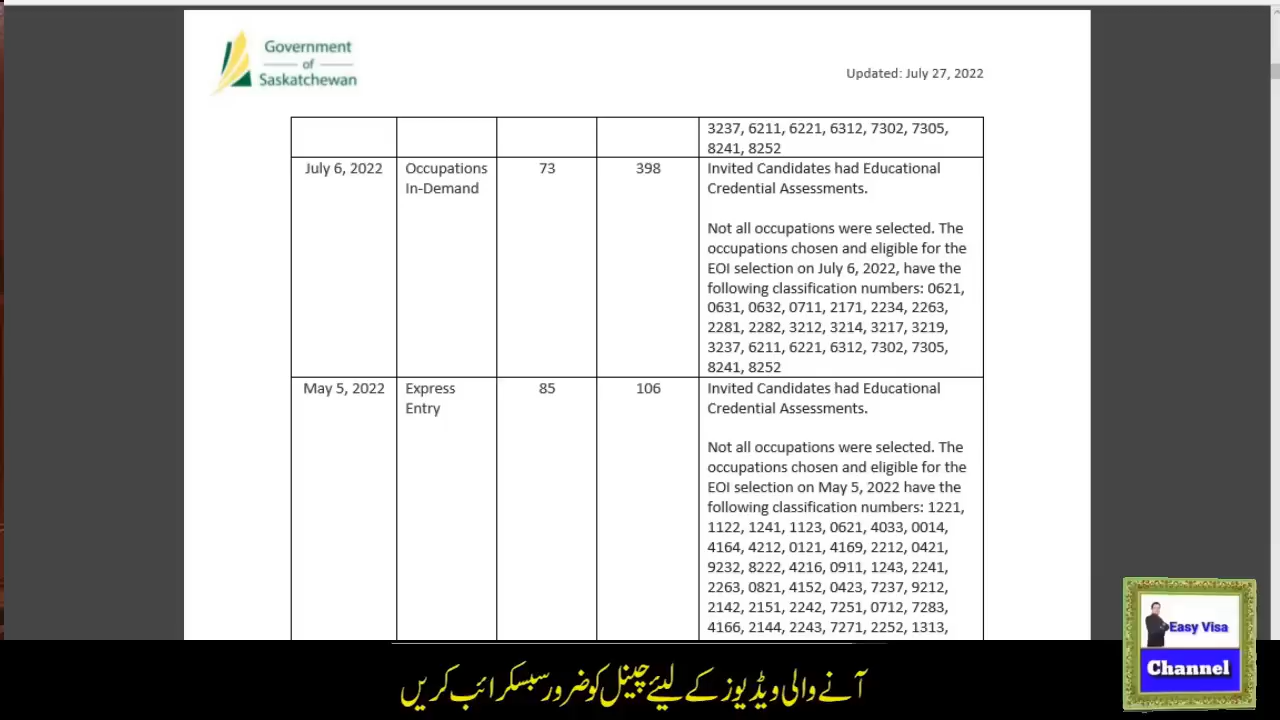 Government
of
Saskatchewan
Updated: July 27, 2022
3237, 6211, 6221, 6312, 7302, 7305,
8241, 8252
July 6, 2022 Occupations 73 398 Invited Candidates had Educational
In-Demand Credential Assessments.
Not all occupations were selected. The
occupations chosen and eligible for the
EOI selection on July 6, 2022, have the
following classification numbers: 0621,
0631, 0632, 0711, 2171, 2234, 2263,
2281, 2282, 3212, 3214, 3217, 3219,
3237, 6211, 6221, 6312, 7302, 7305,
8241, 8252
May 5, 2022 Express 85 106 Invited Candidates had Educational
Entry Credential Assessments.
Not all occupations were selected. The
occupations chosen and eligible for the
EOI selection on May 5, 2022 have the
following classification numbers: 1221,
1122, 1241, 1123, 0621, 4033, 0014,
4164, 4212, 0121, 4169, 2212, 0421,
9232, 8222, 4216, 0911, 1243, 2241,
2263, 0821, 4152, 0423, 7237, 9212,
2142, 2151, 2242, 7251, 0712, 7283,
4166, 2144, 2243, 7271, 2252, 1313,
Easy Visa
Channel
آنے والی ویڈیوز کے لیئے چینل کو ضرور سبسکرائب کریں